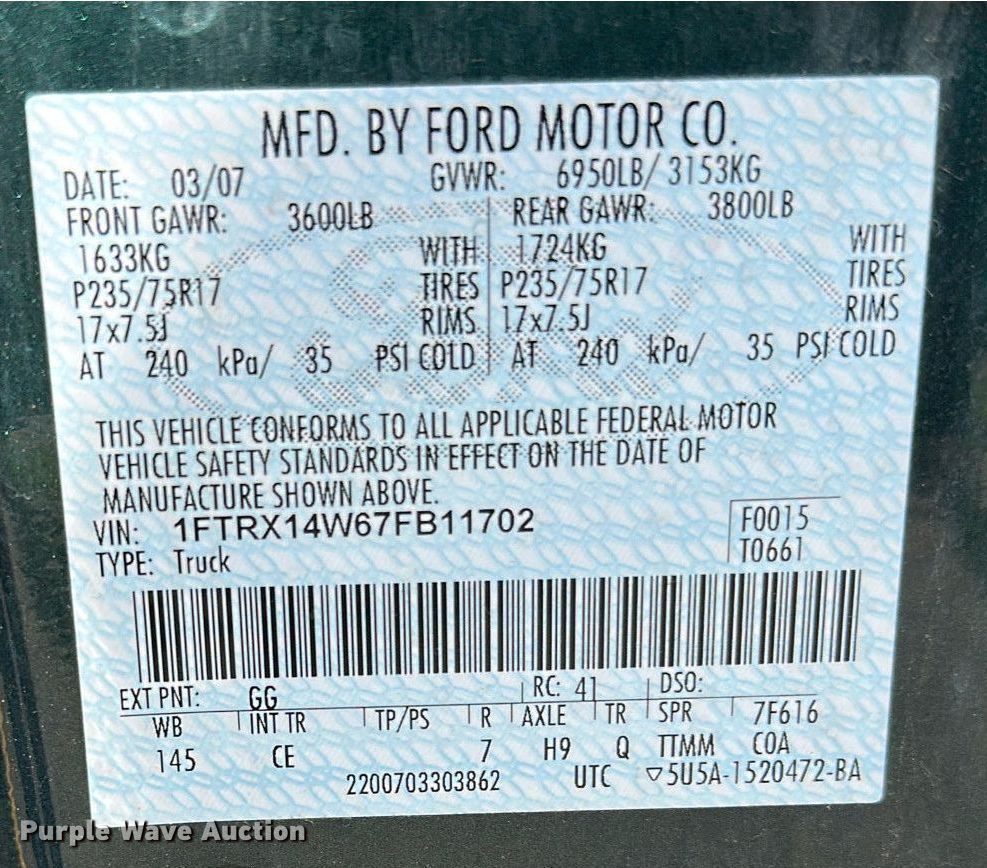 MFD. BY FORD MOTOR CO.
DATE: 03/07 GVWR: 6950LB/ 3153KG
FRONT GAWR: 3600LB REAR GAWR: 3800LB
1633KG WITH 1724KG WITH
P235/75R17 TIRES P235/75R17 TIRES
17x7.5J RIMS 17x7.5J RIMS
AT 240 kPa/ 35 PSI COLD AT 240 kPa/ 35 PSI COLD
THIS VEHICLE CONFORMS TO ALL APPLICABLE FEDERAL MOTOR
VEHICLE SAFETY STANDARDS IN EFFECT ON THE DATE OF
MANUFACTURE SHOWN ABOVE.
VIN: 1FTRX14W67FB11702 F0015
TYPE: Truck T0661
EXT PNT: GG RC: 41 DSO:
WB INT TR TP/PS R AXLE TR SPR 7F616
145 CE 7 H9 Q TTMM COA
2200703303862 UTC ▽5U5A-1520472-BA
Purple Wave Auction